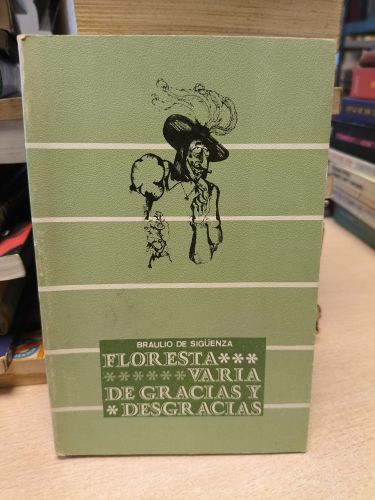 BRAULIO DE SIGÜENZA
FLORESTA***
******VARIA
DE GRACIAS Y
*DESGRACIAS